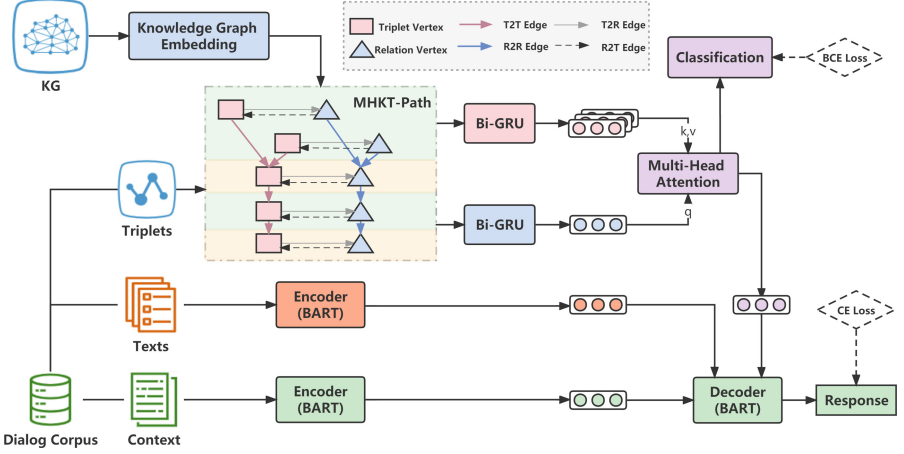 KG
Knowledge Graph
Embedding
Triplet Vertex
T2T Edge
T2R Edge
Relation Vertex
R2R Edge
R2T Edge
Classification
BCE Loss
MHKT-Path
Bi-GRU
k,v
Multi-Head
Attention
q
Triplets
Bi-GRU
Encoder
(BART)
Texts
CE Loss
Encoder
(BART)
Decoder
(BART)
Response
Dialog Corpus
Context